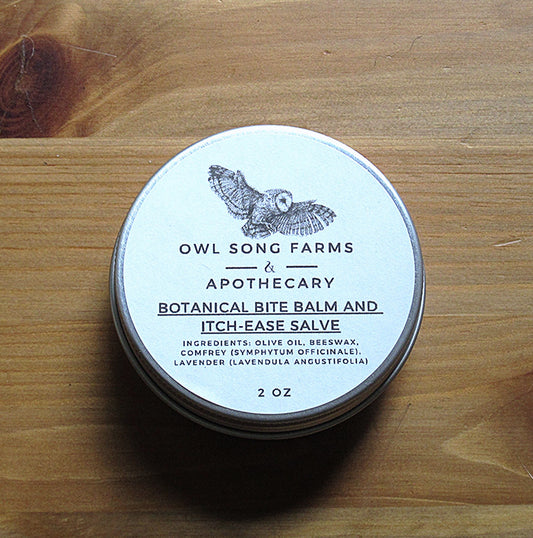 OWL SONG FARMS
&
APOTHECARY
BOTANICAL BITE BALM AND
ITCH-EASE SALVE
INGREDIENTS: OLIVE OIL, BEESWAX,
COMFREY (SYMPHYTUM OFFICINALE),
LAVENDER (LAVENDULA ANGUSTIFOLIA)
2 OZ